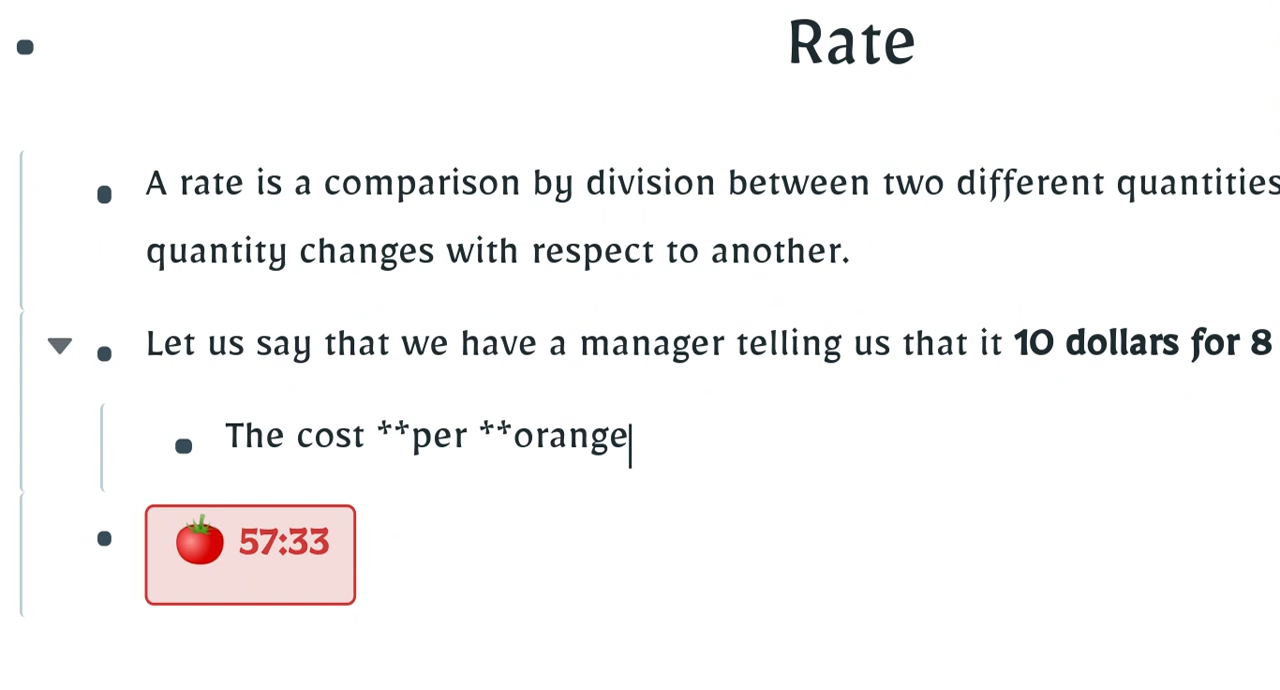 Rate
A rate is a comparison by division between two different quantities
quantity changes with respect to another.
Let us say that we have a manager telling us that it 10 dollars for 8
The cost **per **orange
57:33